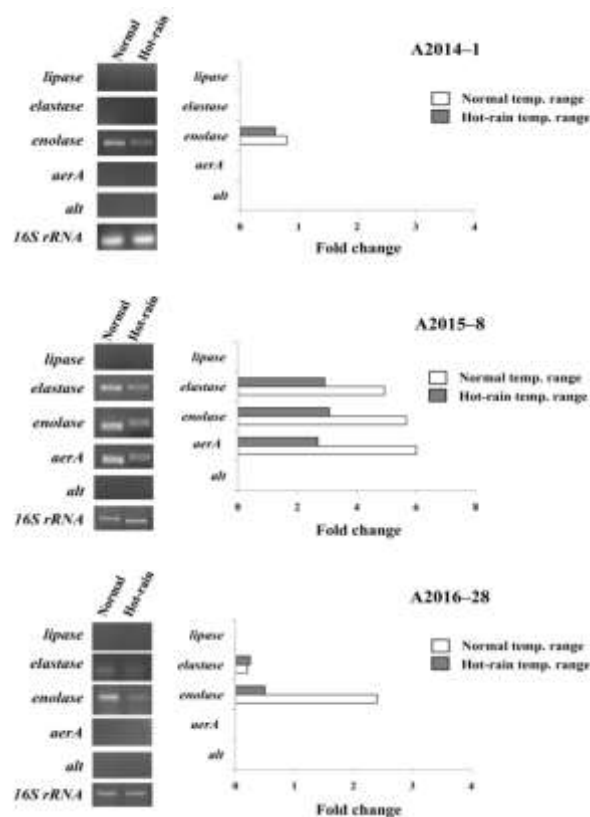 Normal Hot-rain
A2014–1
lipase lipase
elastase elastase
enolase enolase
aerA aerA
alt alt
16S rRNA
Normal temp. range
Hot-rain temp. range
0 1 2 3 4
Fold change
Normal Hot-rain
A2015–8
lipase lipase
elastase elastase
enolase enolase
aerA aerA
alt alt
16S rRNA
Normal temp. range
Hot-rain temp. range
0 2 4 6 8
Fold change
Normal Hot-rain
A2016–28
lipase lipase
elastase elastase
enolase enolase
aerA aerA
alt alt
16S rRNA
Normal temp. range
Hot-rain temp. range
0 1 2 3 4
Fold change